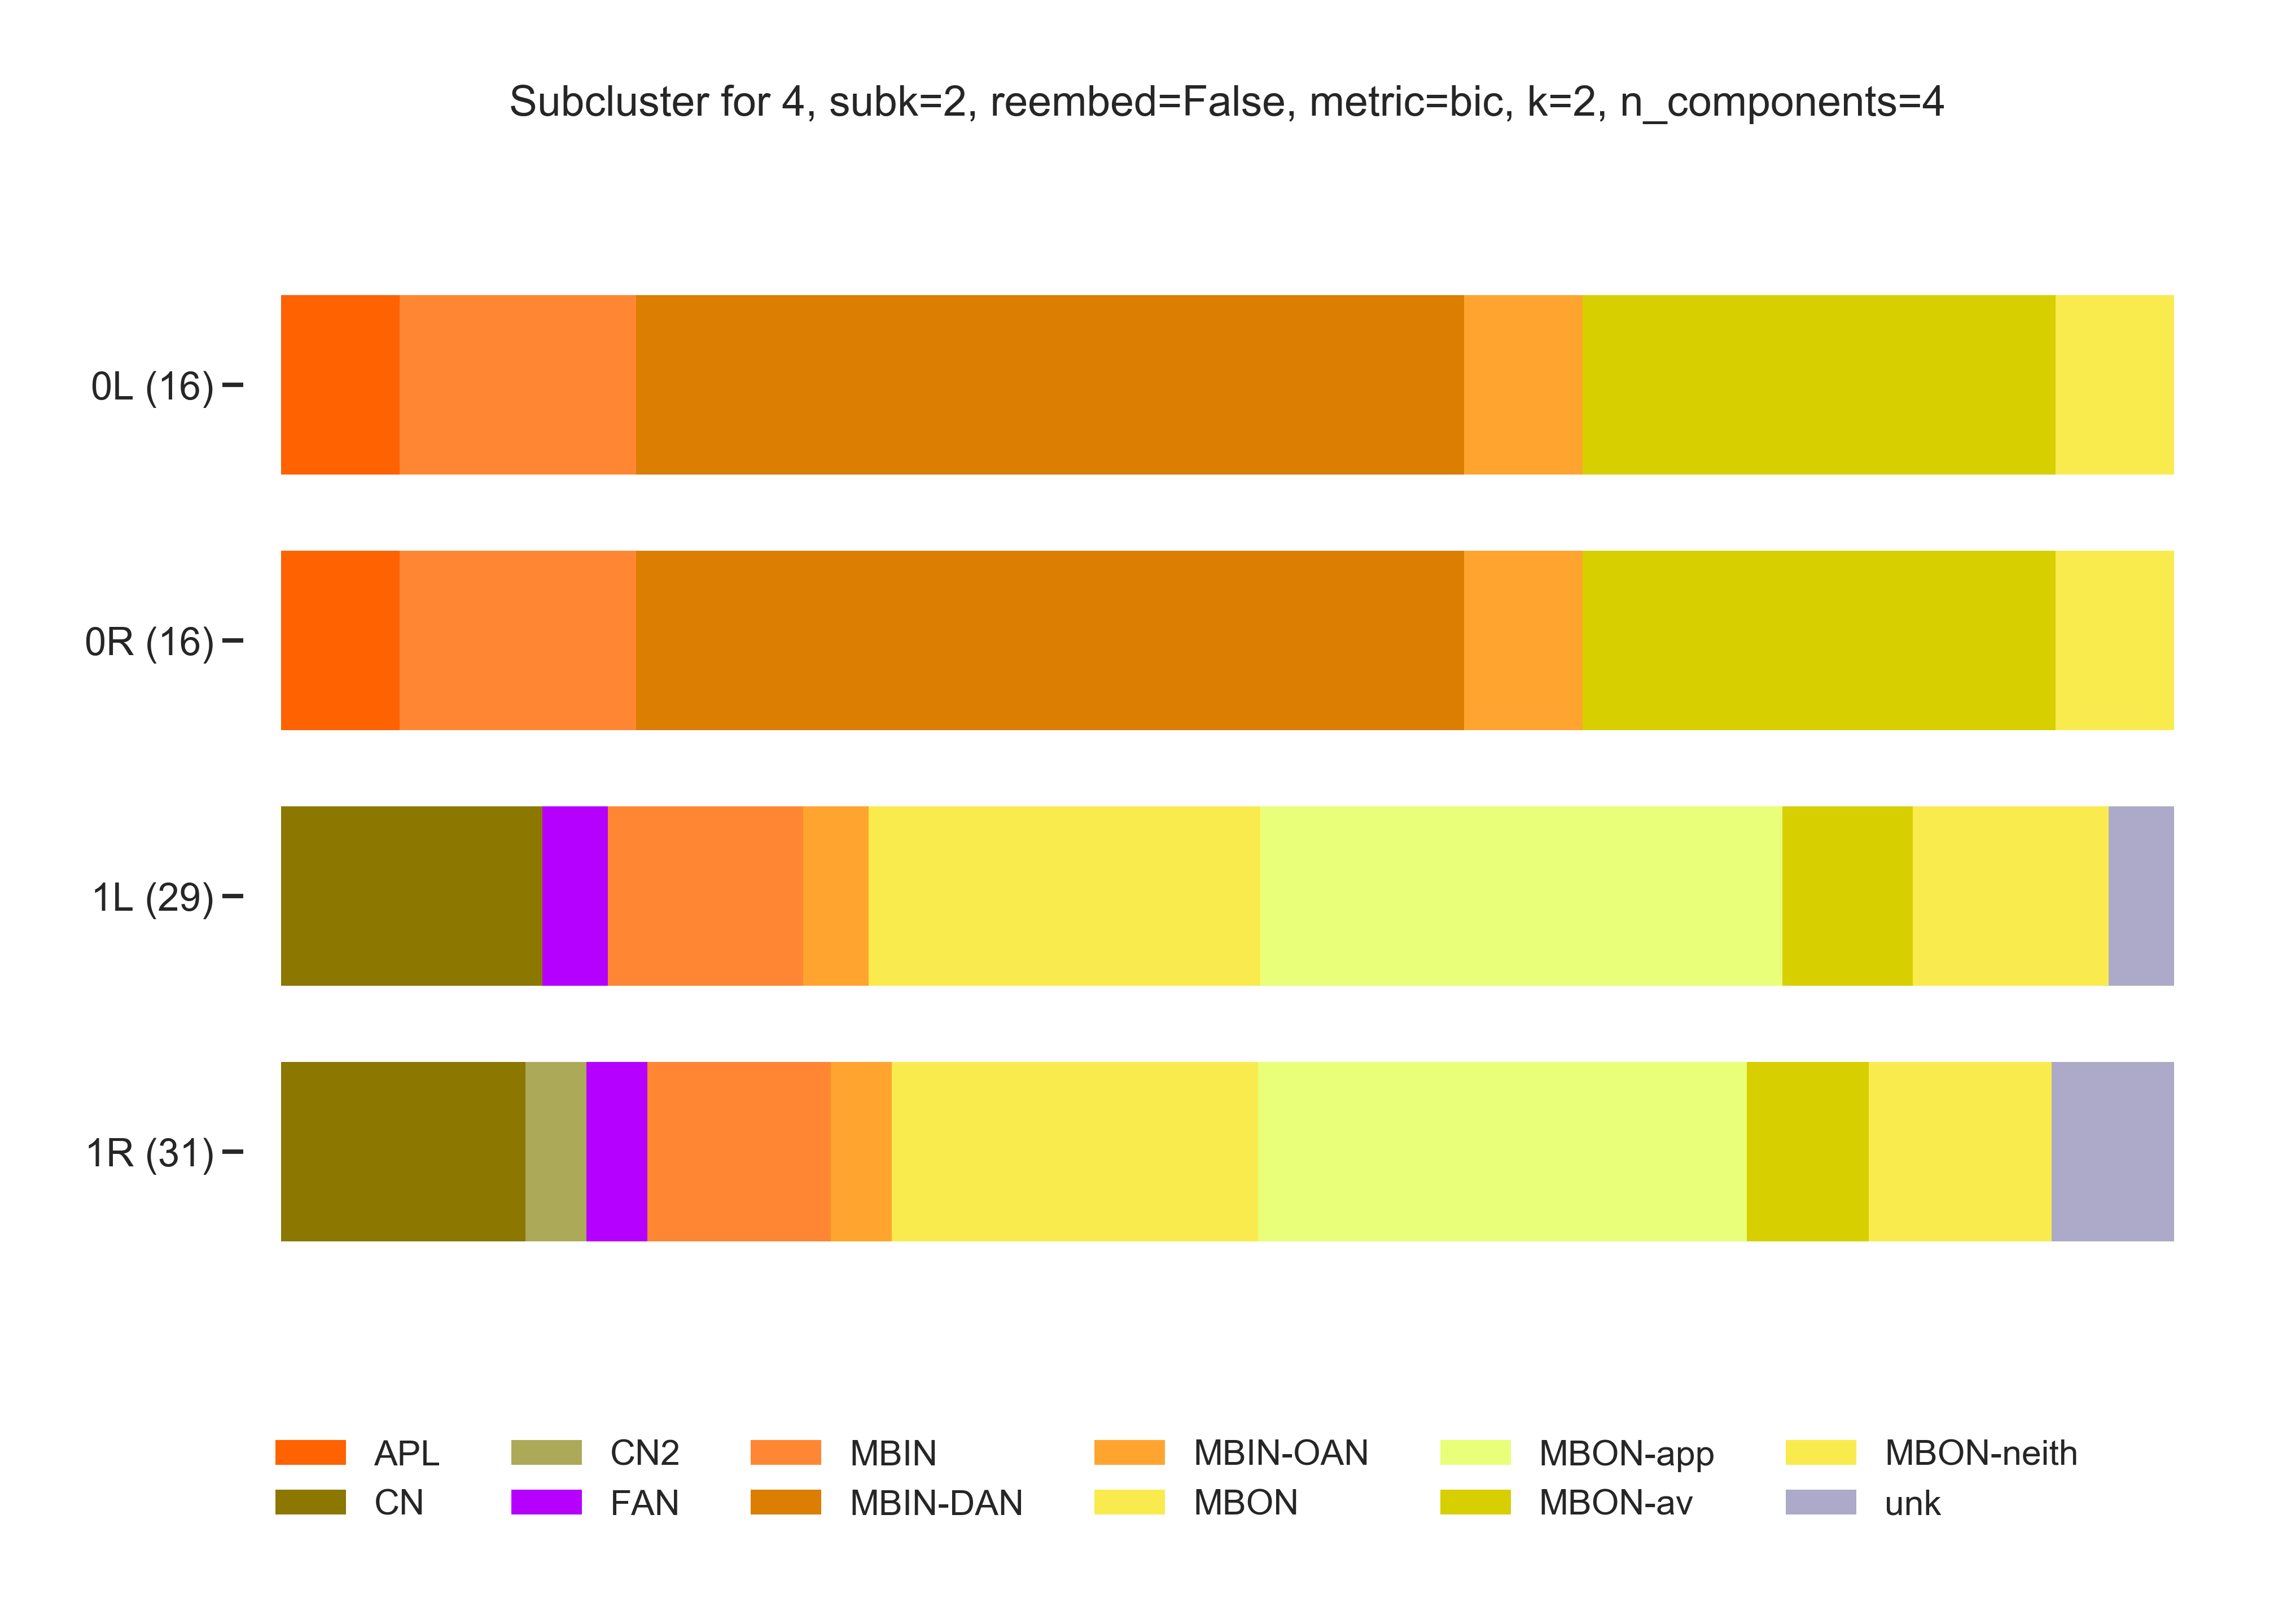 Subcluster for 4, subk=2, reembed=False, metric=bic, k=2, n_components=4
0L (16)
0R (16)
1L (29)
1R (31)
APL CN2 MBIN MBIN-OAN MBON-app MBON-neith
CN FAN MBIN-DAN MBON MBON-av unk